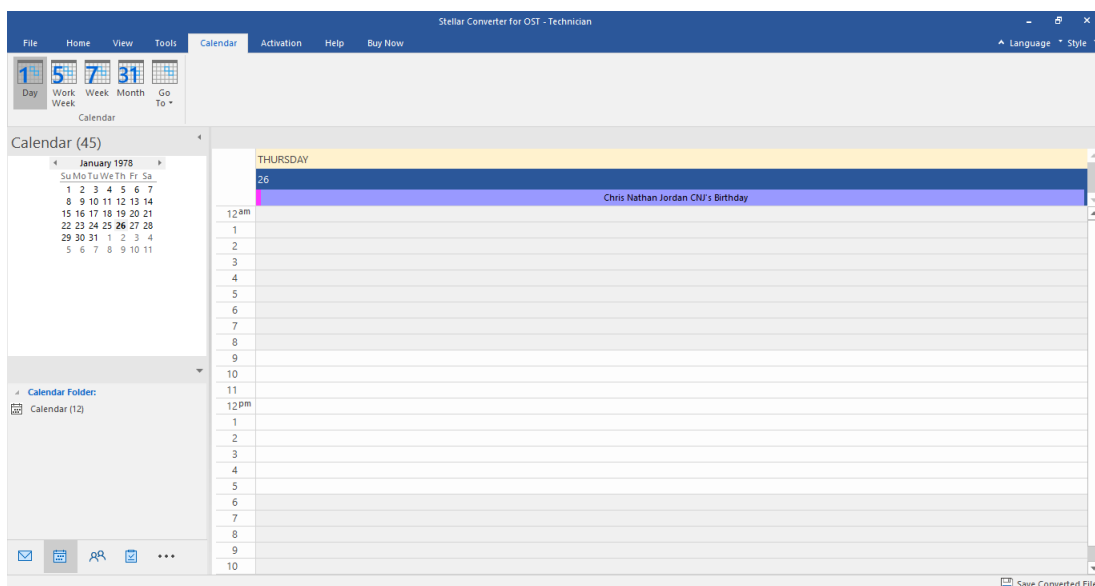 Stellar Converter for OST - Technician
File Home View Tools Calendar Activation Help Buy Now Language Style
1 5 7 31
Day Work Week Week Month Go To
Calendar
Calendar (45)
January 1978
Su Mo Tu We Th Fr Sa
1 2 3 4 5 6 7
8 9 10 11 12 13 14
15 16 17 18 19 20 21
22 23 24 25 26 27 28
29 30 31 1 2 3 4
5 6 7 8 9 10 11
Calendar Folder:
Calendar (12)
THURSDAY
26
Chris Nathan Jordan CNJ's Birthday
12 am
1
2
3
4
5
6
7
8
9
10
11
12 pm
1
2
3
4
5
6
7
8
9
10
Save Converted File